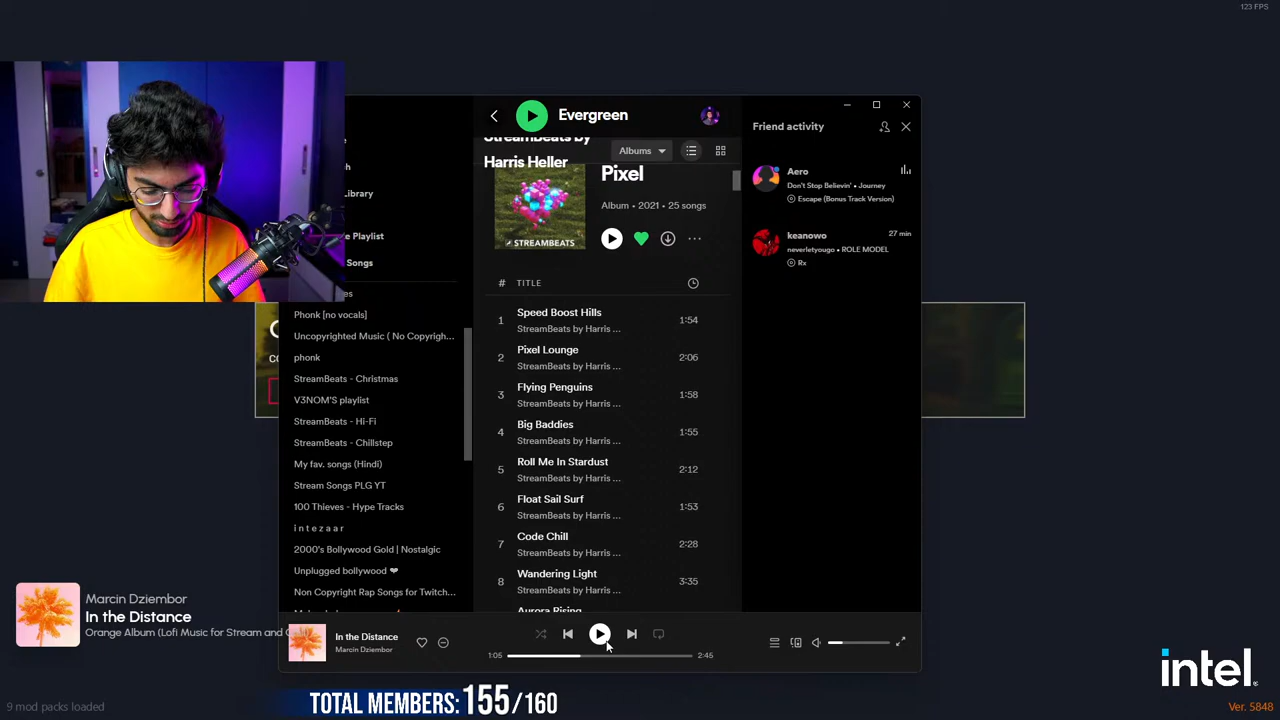 123 FPS
Evergreen
StreamBeats by
Harris Heller
Albums
Friend activity
Pixel
Album • 2021 • 25 songs
STREAMBEATS
Aero
Don't Stop Believin' • Journey
Escape (Bonus Track Version)
keanowo
27 min
neverletyougo • ROLE MODEL
Rx
Library
e Playlist
Songs
es
Phonk [no vocals]
Uncopyrighted Music ( No Copyrigh...
phonk
StreamBeats - Christmas
V3NOM'S playlist
StreamBeats - Hi-Fi
StreamBeats - Chillstep
My fav. songs (Hindi)
Stream Songs PLG YT
100 Thieves - Hype Tracks
i n t e z a a r
2000's Bollywood Gold | Nostalgic
Unplugged bollywood ❤
Non Copyright Rap Songs for Twitch...
# TITLE
1 Speed Boost Hills 1:54
StreamBeats by Harris ...
2 Pixel Lounge 2:06
StreamBeats by Harris ...
3 Flying Penguins 1:58
StreamBeats by Harris ...
4 Big Baddies 1:55
StreamBeats by Harris ...
5 Roll Me In Stardust 2:12
StreamBeats by Harris ...
6 Float Sail Surf 1:53
StreamBeats by Harris ...
7 Code Chill 2:28
StreamBeats by Harris ...
8 Wandering Light 3:35
StreamBeats by Harris ...
Aurora Rising
Marcin Dziembor
In the Distance
Orange Album (Lofi Music for Stream and
In the Distance
Marcin Dziembor
1:05
2:45
TOTAL MEMBERS: 155/160
9 mod packs loaded
intel.
Ver. 5848